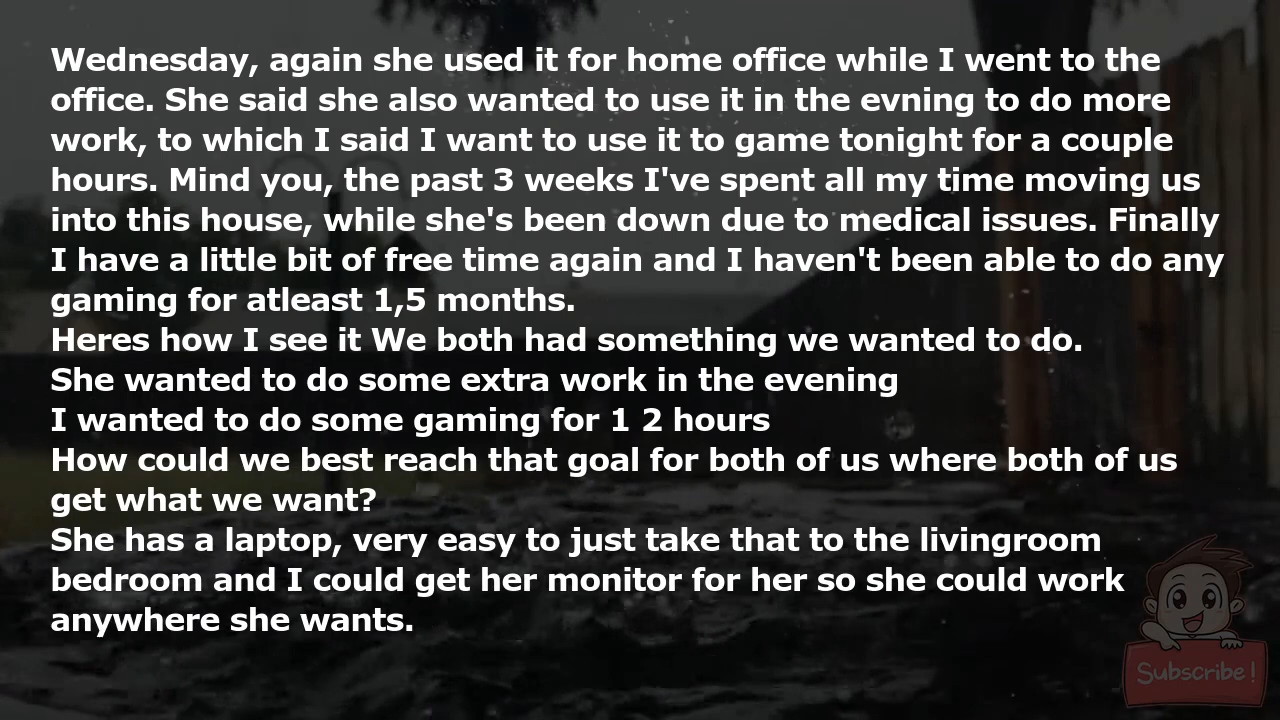 Wednesday, again she used it for home office while I went to the
office. She said she also wanted to use it in the evning to do more
work, to which I said I want to use it to game tonight for a couple
hours. Mind you, the past 3 weeks I've spent all my time moving us
into this house, while she's been down due to medical issues. Finally
I have a little bit of free time again and I haven't been able to do any
gaming for atleast 1,5 months.
Heres how I see it We both had something we wanted to do.
She wanted to do some extra work in the evening
I wanted to do some gaming for 1 2 hours
How could we best reach that goal for both of us where both of us
get what we want?
She has a laptop, very easy to just take that to the livingroom
bedroom and I could get her monitor for her so she could work
anywhere she wants.
Subscribe!